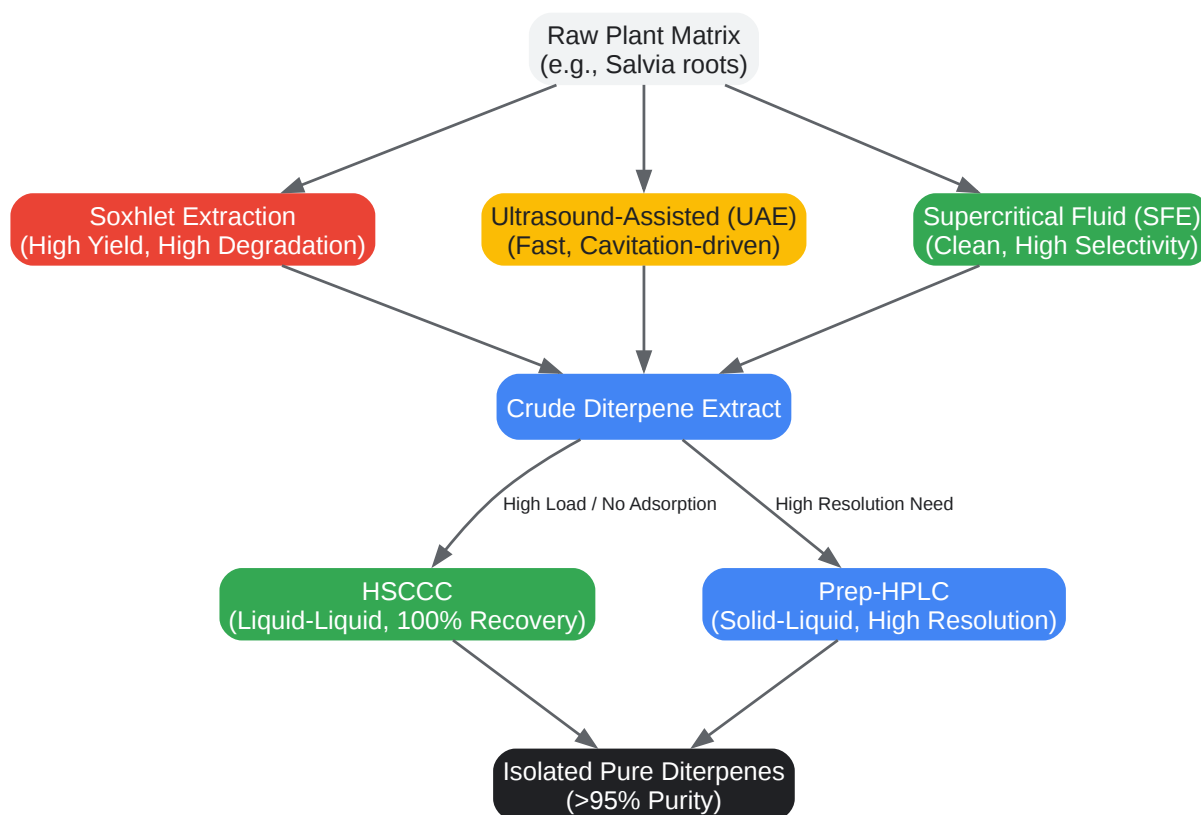 Raw Plant Matrix
(e.g., Salvia roots)
Soxhlet Extraction
(High Yield, High Degradation)
Ultrasound-Assisted (UAE)
(Fast, Cavitation-driven)
Supercritical Fluid (SFE)
(Clean, High Selectivity)
Crude Diterpene Extract
High Load / No Adsorption
High Resolution Need
HSCCC
(Liquid-Liquid, 100% Recovery)
Prep-HPLC
(Solid-Liquid, High Resolution)
Isolated Pure Diterpenes
(>95% Purity)